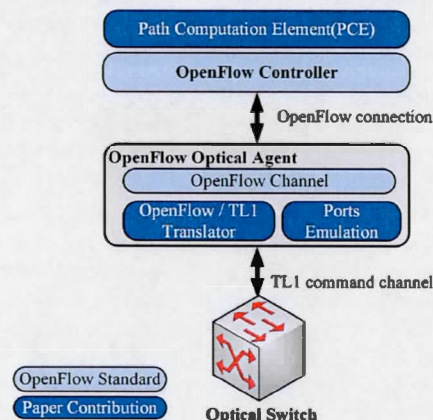 Path Computation Element(PCE)
OpenFlow Controller
OpenFlow connection
OpenFlow Optical Agent
OpenFlow Channel
OpenFlow / TL1
Translator
Ports
Emulation
TL1 command channel
OpenFlow Standard
Paper Contribution
Optical Switch